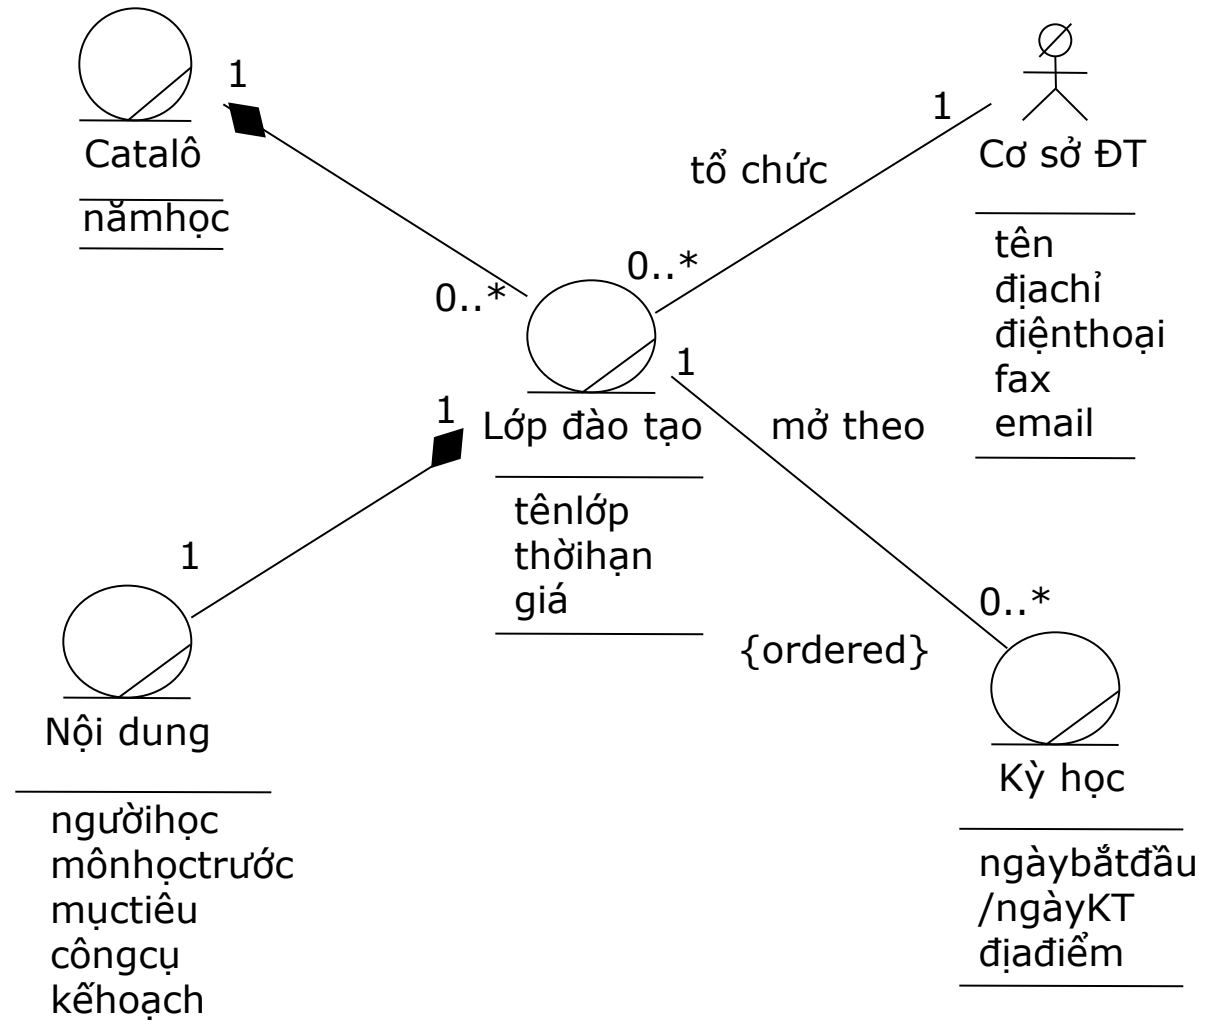 1
Catalô
nămhọc
1
tổ chức
Cơ sở ĐT
tên
địachỉ
điệnthoại
fax
email
0..*
0..*
1
1
Lớp đào tạo
mở theo
tênlớp
thờihạn
giá
1
0..*
{ordered}
Nội dung
ngườihọc
mônhọctrước
mụctiêu
côngcụ
kếhoạch
Kỳ học
ngàybắtđầu
/ngàyKT
địađiểm